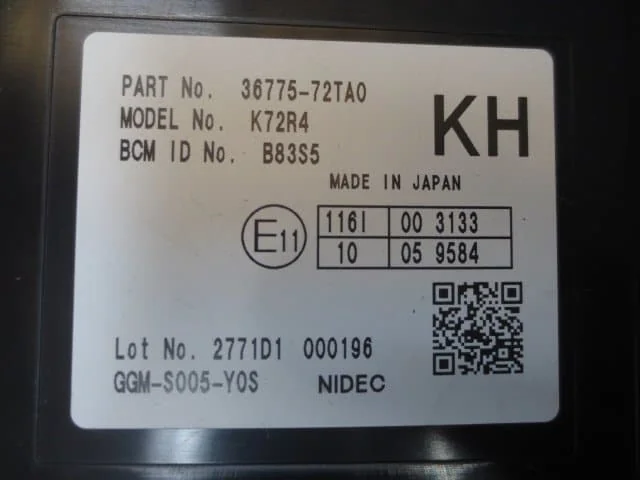 PART No. 36775-72TA0
MODEL No. K72R4
BCM ID No. B83S5
KH
MADE IN JAPAN
E11
116I 00 3133
10 05 9584
Lot No. 2771D1 000196
GGM-S005-Y0S NIDEC